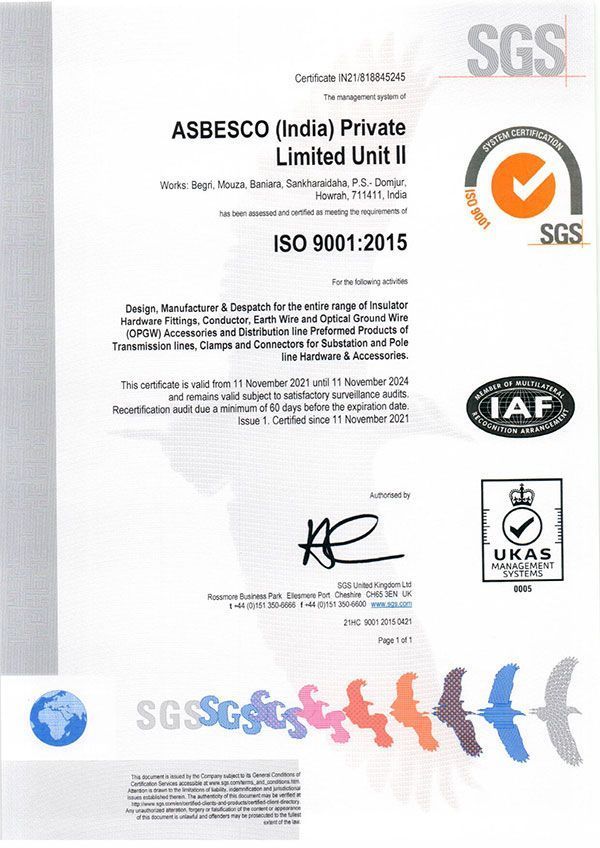 SGS
Certificate IN21/818845245
The management system of
ASBESCO (India) Private
Limited Unit II
Works: Begri, Mouza, Baniara, Sankharaidaha, P.S.- Domjur,
Howrah, 711411, India
has been assessed and certified as meeting the requirements of
ISO 9001:2015
For the following activities
Design, Manufacturer & Despatch for the entire range of Insulator
Hardware Fittings, Conductor, Earth Wire and Optical Ground Wire
(OPGW) Accessories and Distribution line Preformed Products of
Transmission lines, Clamps and Connectors for Substation and Pole
line Hardware & Accessories.
This certificate is valid from 11 November 2021 until 11 November 2024
and remains valid subject to satisfactory surveillance audits.
Recertification audit due a minimum of 60 days before the expiration date.
Issue 1. Certified since 11 November 2021
Authorised by
SGS United Kingdom Ltd
Rossmore Business Park Ellesmere Port Cheshire CH65 3EN UK
t +44 (0)151 350-6666 f +44 (0)151 350-6600 www.sgs.com
21HC 9001 2015 0421
Page 1 of 1
SYSTEM CERTIFICATION
ISO 9001
SGS
MEMBER OF MULTILATERAL
IAF
RECOGNITION ARRANGEMENT
UKAS
MANAGEMENT
SYSTEMS
0005
SGS SGS SGS
This document is issued by the Company subject to its General Conditions of
Certification Services accessible at www.sgs.com/terms_and_conditions.htm.
Attention is drawn to the limitations of liability, indemnification and jurisdictional
issues established therein. The authenticity of this document may be verified at
http://www.sgs.com/en/certified-clients-and-products/certified-client-directory.
Any unauthorized alteration, forgery or falsification of the content or appearance
of this document is unlawful and offenders may be prosecuted to the fullest
extent of the law.